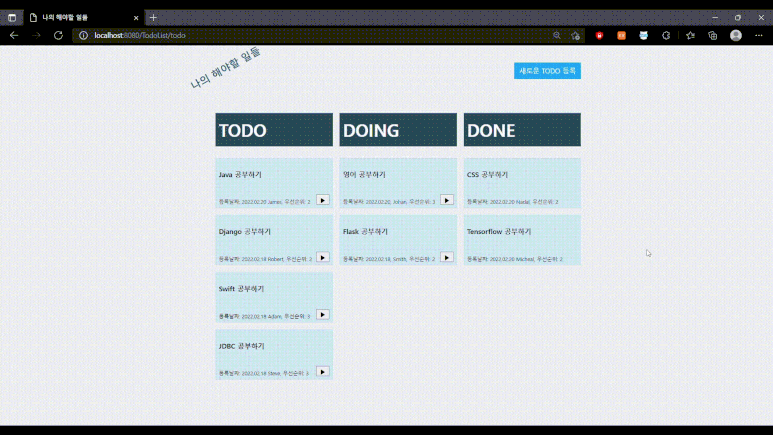 나의 해야할 일들
localhost:8080/TodoList/todo
나의 해야할 일들
새로운 TODO 등록
TODO
DOING
DONE
Java 공부하기
등록날짜: 2022.02.20 James, 우선순위: 2
영어 공부하기
등록날짜: 2022.02.20, Johan, 우선순위: 3
CSS 공부하기
등록날짜: 2022.02.20 Nadal, 우선순위: 2
Django 공부하기
등록날짜: 2022.02.18 Robert, 우선순위: 2
Flask 공부하기
등록날짜: 2022.02.18, Smith, 우선순위: 2
Tensorflow 공부하기
등록날짜: 2022.02.20 Micheal, 우선순위: 2
Swift 공부하기
등록날짜: 2022.02.18 Adam, 우선순위: 3
JDBC 공부하기
등록날짜: 2022.02.18 Steve, 우선순위: 3